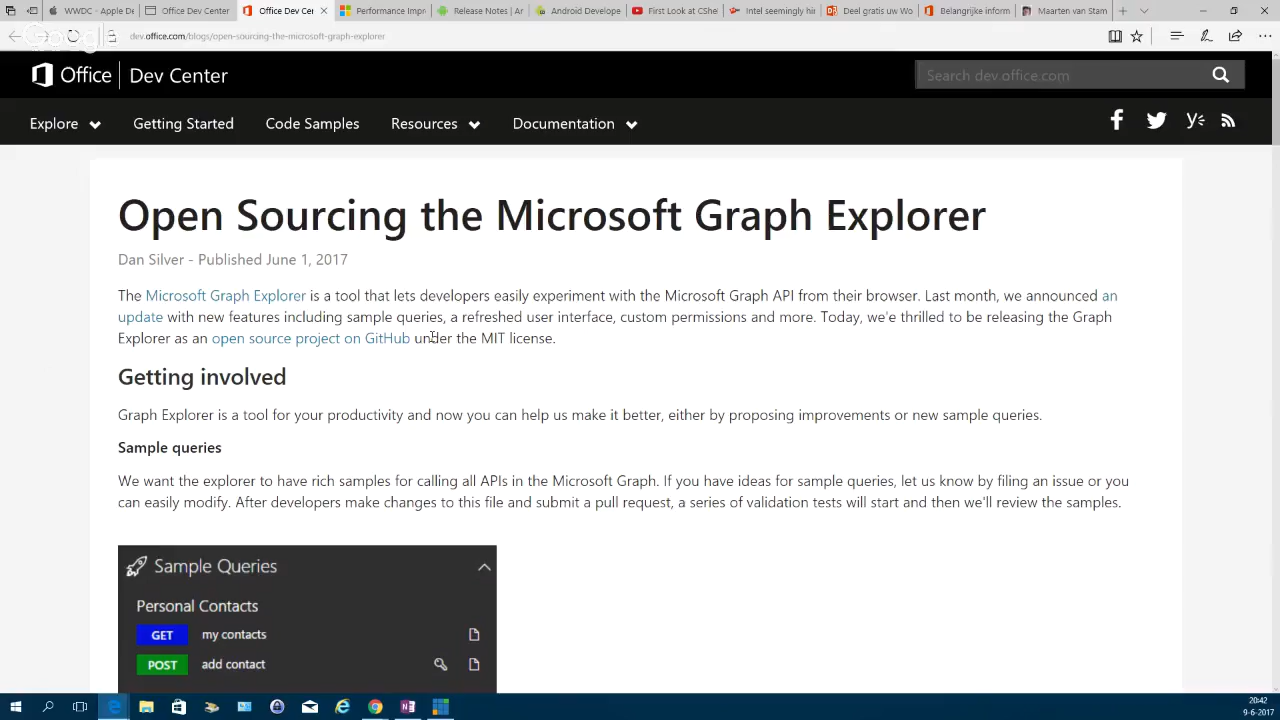 WWDC - Apple Devel
Office Dev Center
Office Dev Cer
Performance Impr
Release Notes | Ar
Android Develope
First Look at CShel
Intel seemingly hi
Deel gratis uw Wo
Belangrijke inform
Maarten van Stam
dev.office.com/blogs/open-sourcing-the-microsoft-graph-explorer
Office | Dev Center
Search dev.office.com
Explore
Getting Started
Code Samples
Resources
Documentation
Open Sourcing the Microsoft Graph Explorer
Dan Silver - Published June 1, 2017
The Microsoft Graph Explorer is a tool that lets developers easily experiment with the Microsoft Graph API from their browser. Last month, we announced an
update with new features including sample queries, a refreshed user interface, custom permissions and more. Today, we'e thrilled to be releasing the Graph
Explorer as an open source project on GitHub under the MIT license.
Getting involved
Graph Explorer is a tool for your productivity and now you can help us make it better, either by proposing improvements or new sample queries.
Sample queries
We want the explorer to have rich samples for calling all APIs in the Microsoft Graph. If you have ideas for sample queries, let us know by filing an issue or you
can easily modify. After developers make changes to this file and submit a pull request, a series of validation tests will start and then we'll review the samples.
Sample Queries
Personal Contacts
GET my contacts
POST add contact
20:42
9-6-2017